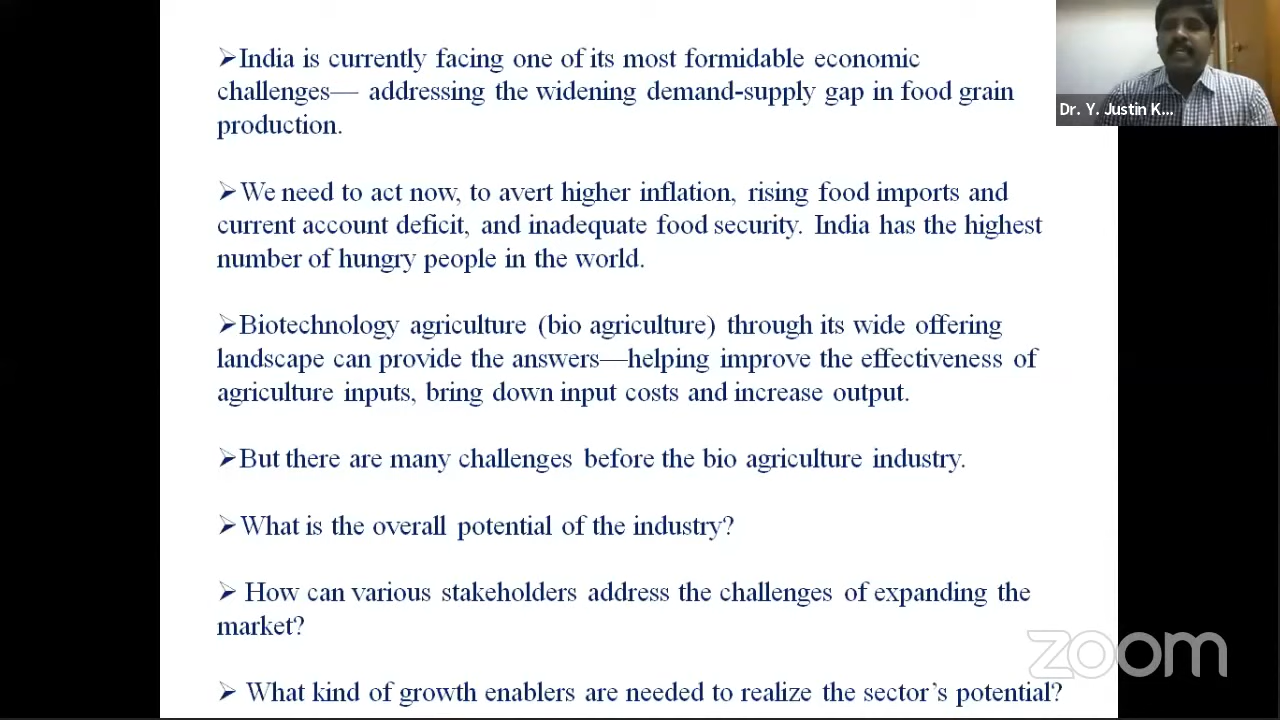 ➢India is currently facing one of its most formidable economic
challenges— addressing the widening demand-supply gap in food grain
production.
➢We need to act now, to avert higher inflation, rising food imports and
current account deficit, and inadequate food security. India has the highest
number of hungry people in the world.
➢Biotechnology agriculture (bio agriculture) through its wide offering
landscape can provide the answers—helping improve the effectiveness of
agriculture inputs, bring down input costs and increase output.
➢But there are many challenges before the bio agriculture industry.
➢What is the overall potential of the industry?
➢ How can various stakeholders address the challenges of expanding the
market?
➢ What kind of growth enablers are needed to realize the sector's potential?
Dr. Y. Justin K...
zoom